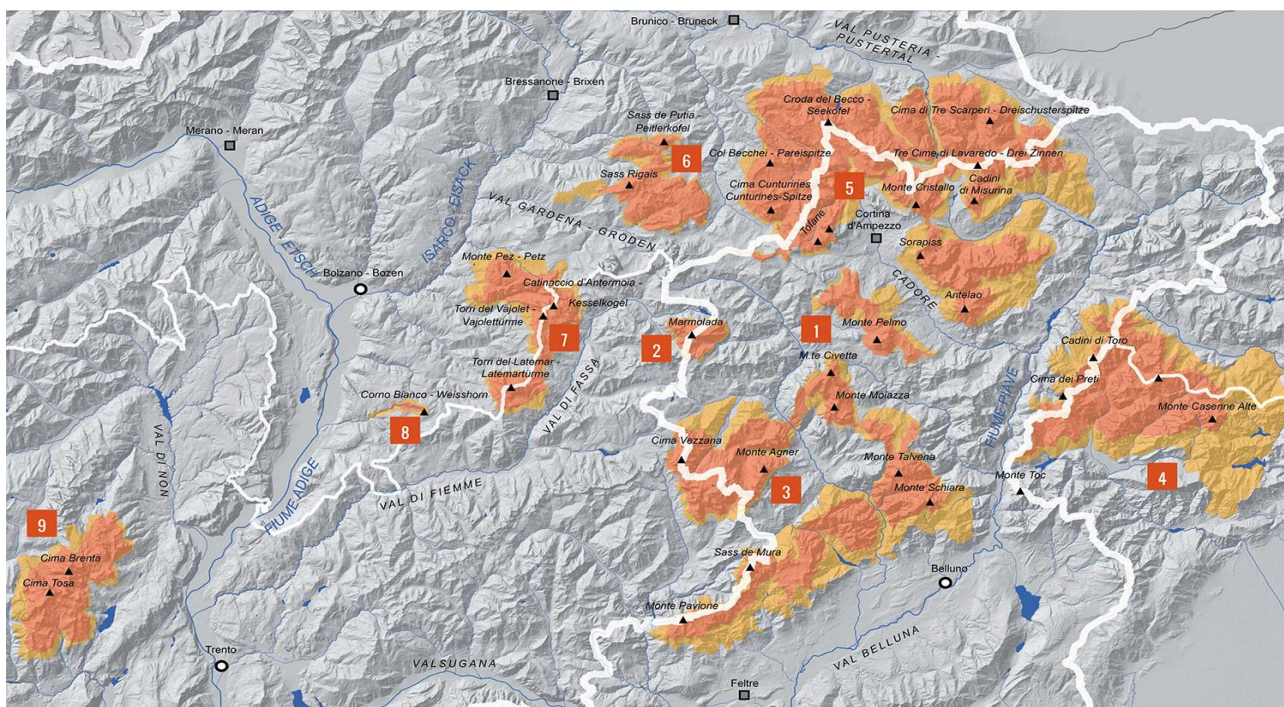 Brunico - Bruneck
VAL PUSTERIA
PUSTERTAL
Bressanone - Brixen
Merano - Meran
Sass de Putia -
Peitlerkofel
6
Sass Rigais
Croda del Becco -
Seekofel
Cima di Tre Scarperi - Dreischusterspitze
Col Becchei - Pareispitze
Tre Cime di Lavaredo - Drei Zinnen
Cima Cunturines
Cunturines-Spitze
5
Monte Cristallo
Cadini
di Misurina
Tofane
Cortina
d'Ampezzo
Sorapiss
Antelao
CADORE
ADIGE - ETSCH
ISARCO - EISACK
VAL GARDENA - GRÖDEN
Bolzano - Bozen
Monte Pez - Petz
Catinaccio d'Antermoia -
Kesselkogel
Torri del Vajolet -
Vajolettürme
7
Torri del Latemar -
Latemartürme
VAL DI FASSA
Corno Bianco - Weisshorn
8
Marmolada
2
1
Monte Pelmo
M.te Civetta
Monte Moiazza
Cadini di Toro
Cima dei Preti
Monte Caserine Alte
4
FIUME PIAVE
Monte Toc
Cima Vezzana
Monte Agner
3
Monte Talvena
Monte Schiara
VAL DI NON
FIUME ADIGE
VAL DI FIEMME
9
Cima Brenta
Cima Tosa
Sass de Mura
Monte Pavione
Belluno
Trento
VALSUGANA
VAL BELLUNA
Feltre